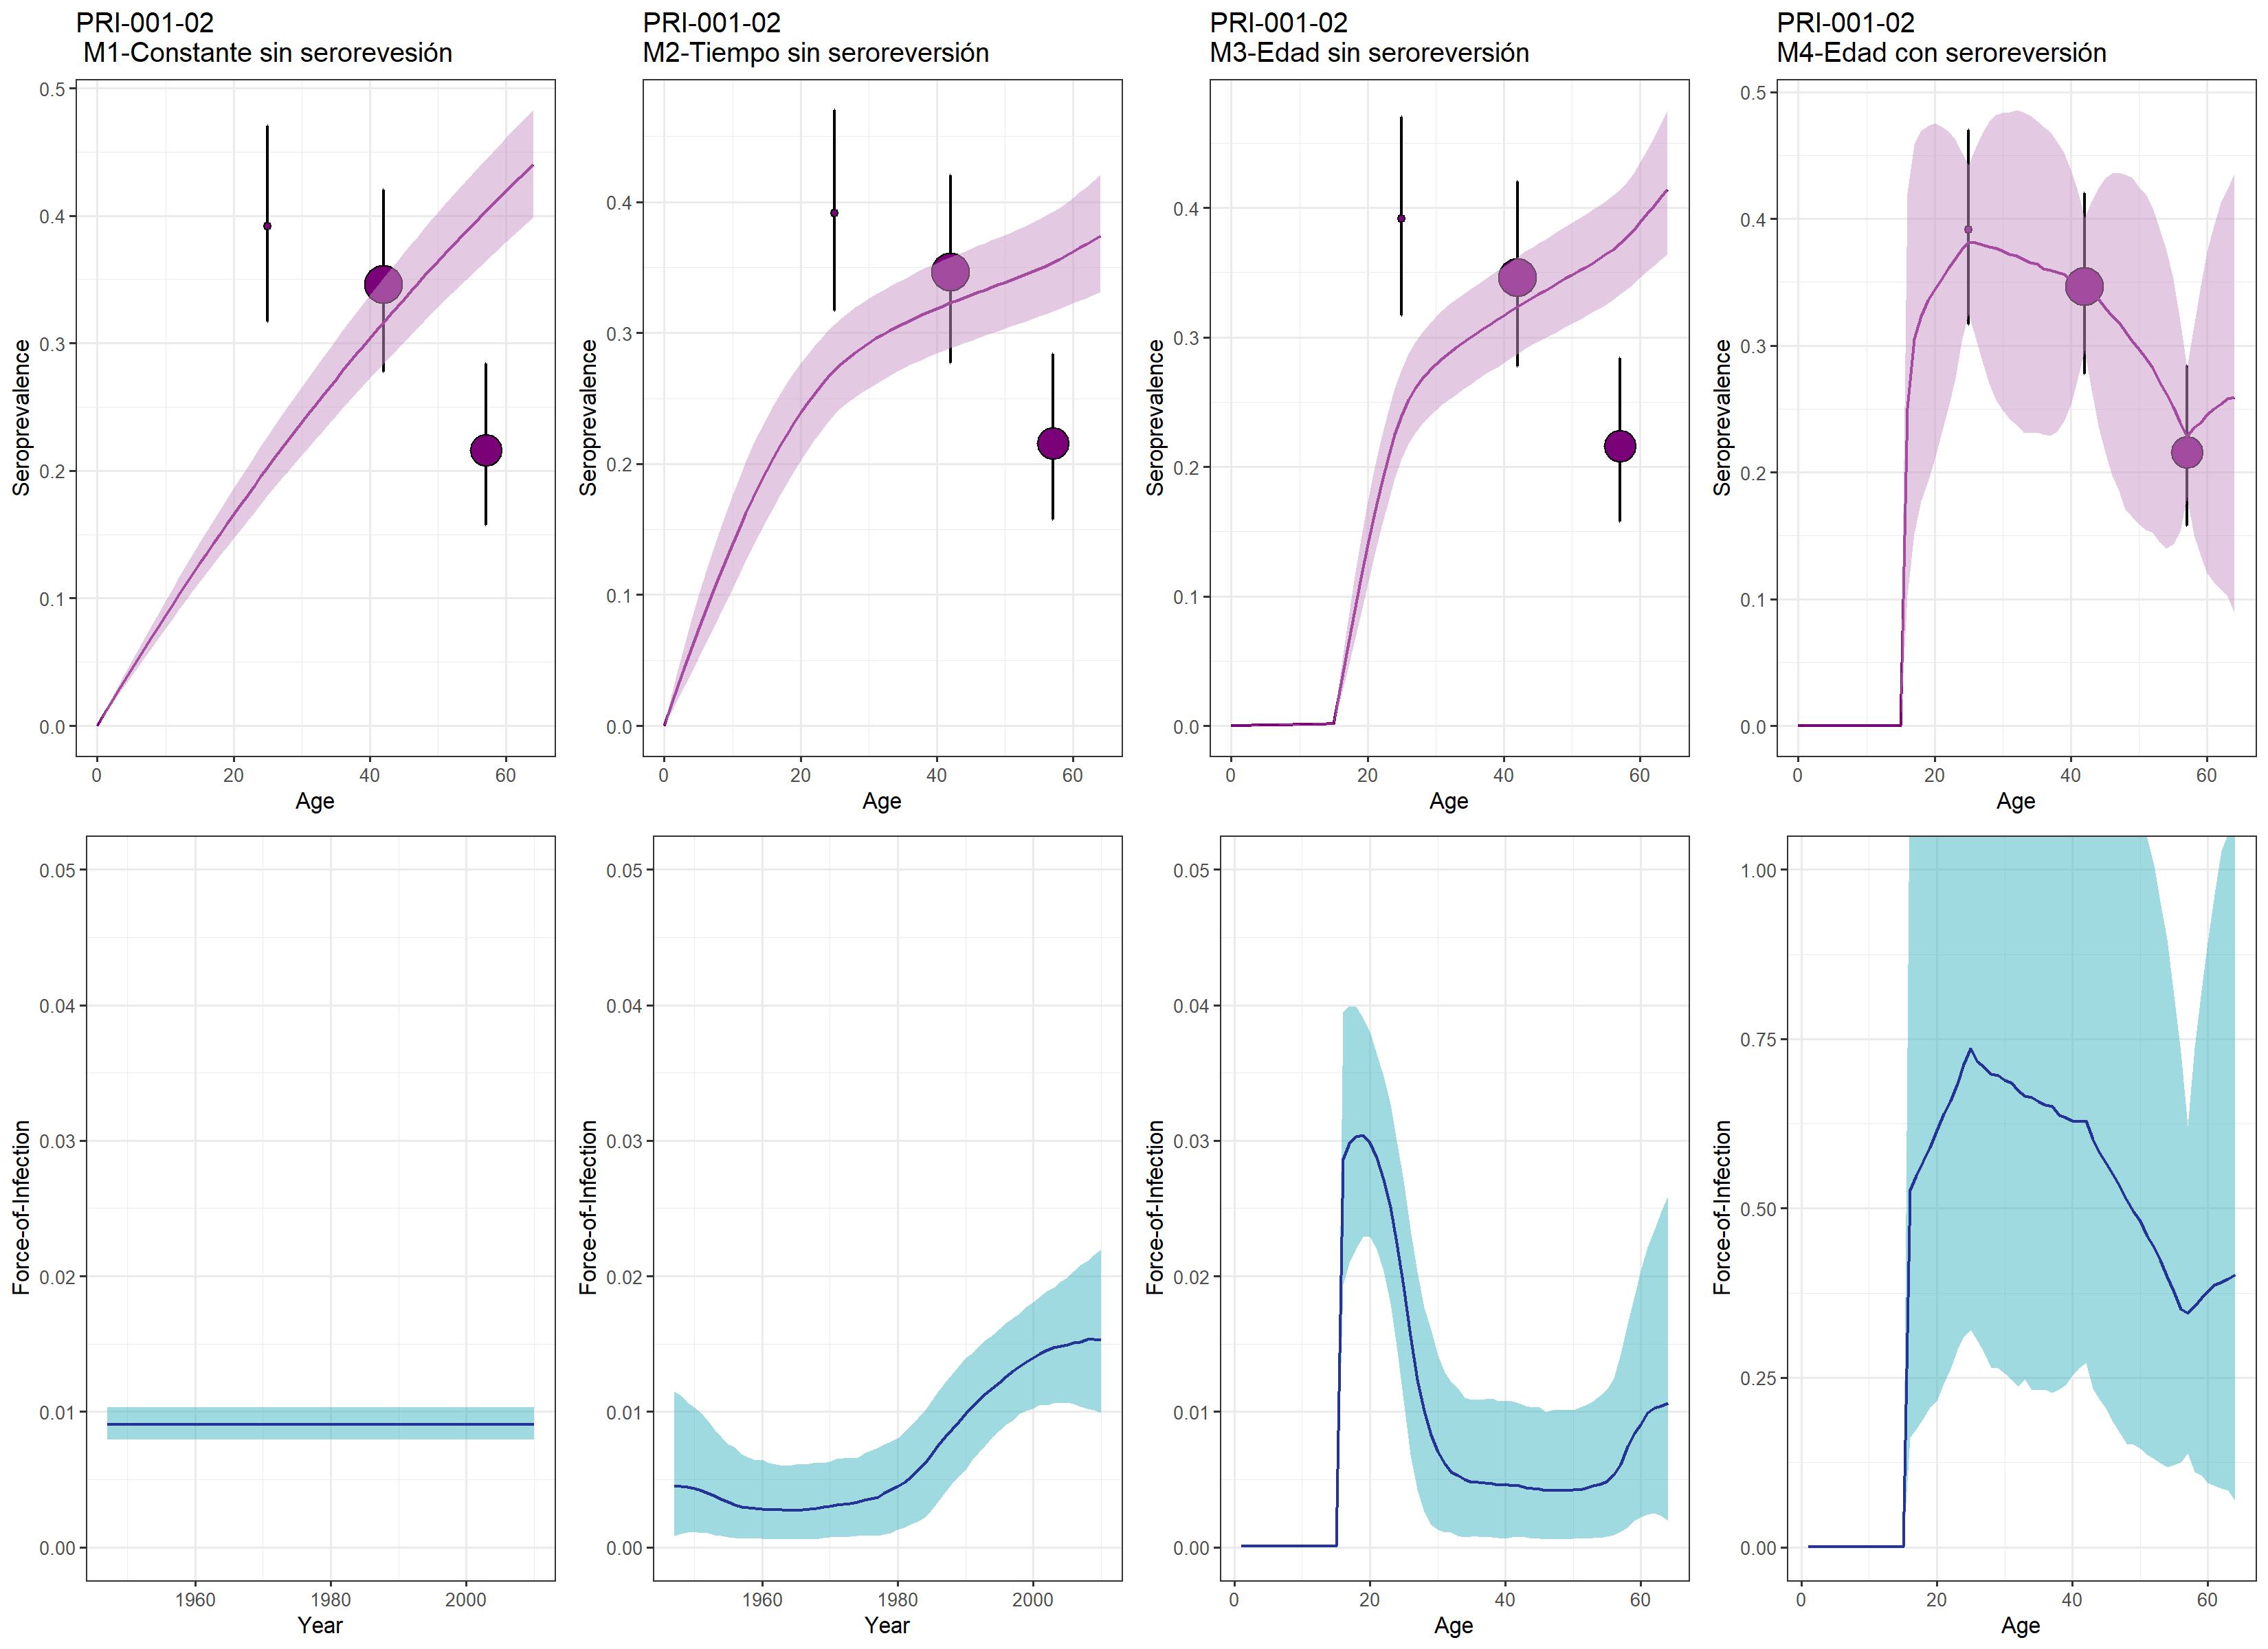 PRI-001-02
M1-Constante sin serorevesión
0.5
0.4
0.3
0.2
0.1
0.0
Seroprevalence
0 20 40 60
Age
PRI-001-02
M2-Tiempo sin seroreversión
0.4
0.3
0.2
0.1
0.0
Seroprevalence
0 20 40 60
Age
PRI-001-02
M3-Edad sin seroreversión
0.4
0.3
0.2
0.1
0.0
Seroprevalence
0 20 40 60
Age
PRI-001-02
M4-Edad con seroreversión
0.5
0.4
0.3
0.2
0.1
0.0
Seroprevalence
0 20 40 60
Age
0.05
0.04
0.03
0.02
0.01
0.00
Force-of-Infection
1960 1980 2000
Year
0.05
0.04
0.03
0.02
0.01
0.00
Force-of-Infection
1960 1980 2000
Year
0.05
0.04
0.03
0.02
0.01
0.00
Force-of-Infection
0 20 40 60
Age
1.00
0.75
0.50
0.25
0.00
Force-of-Infection
0 20 40 60
Age